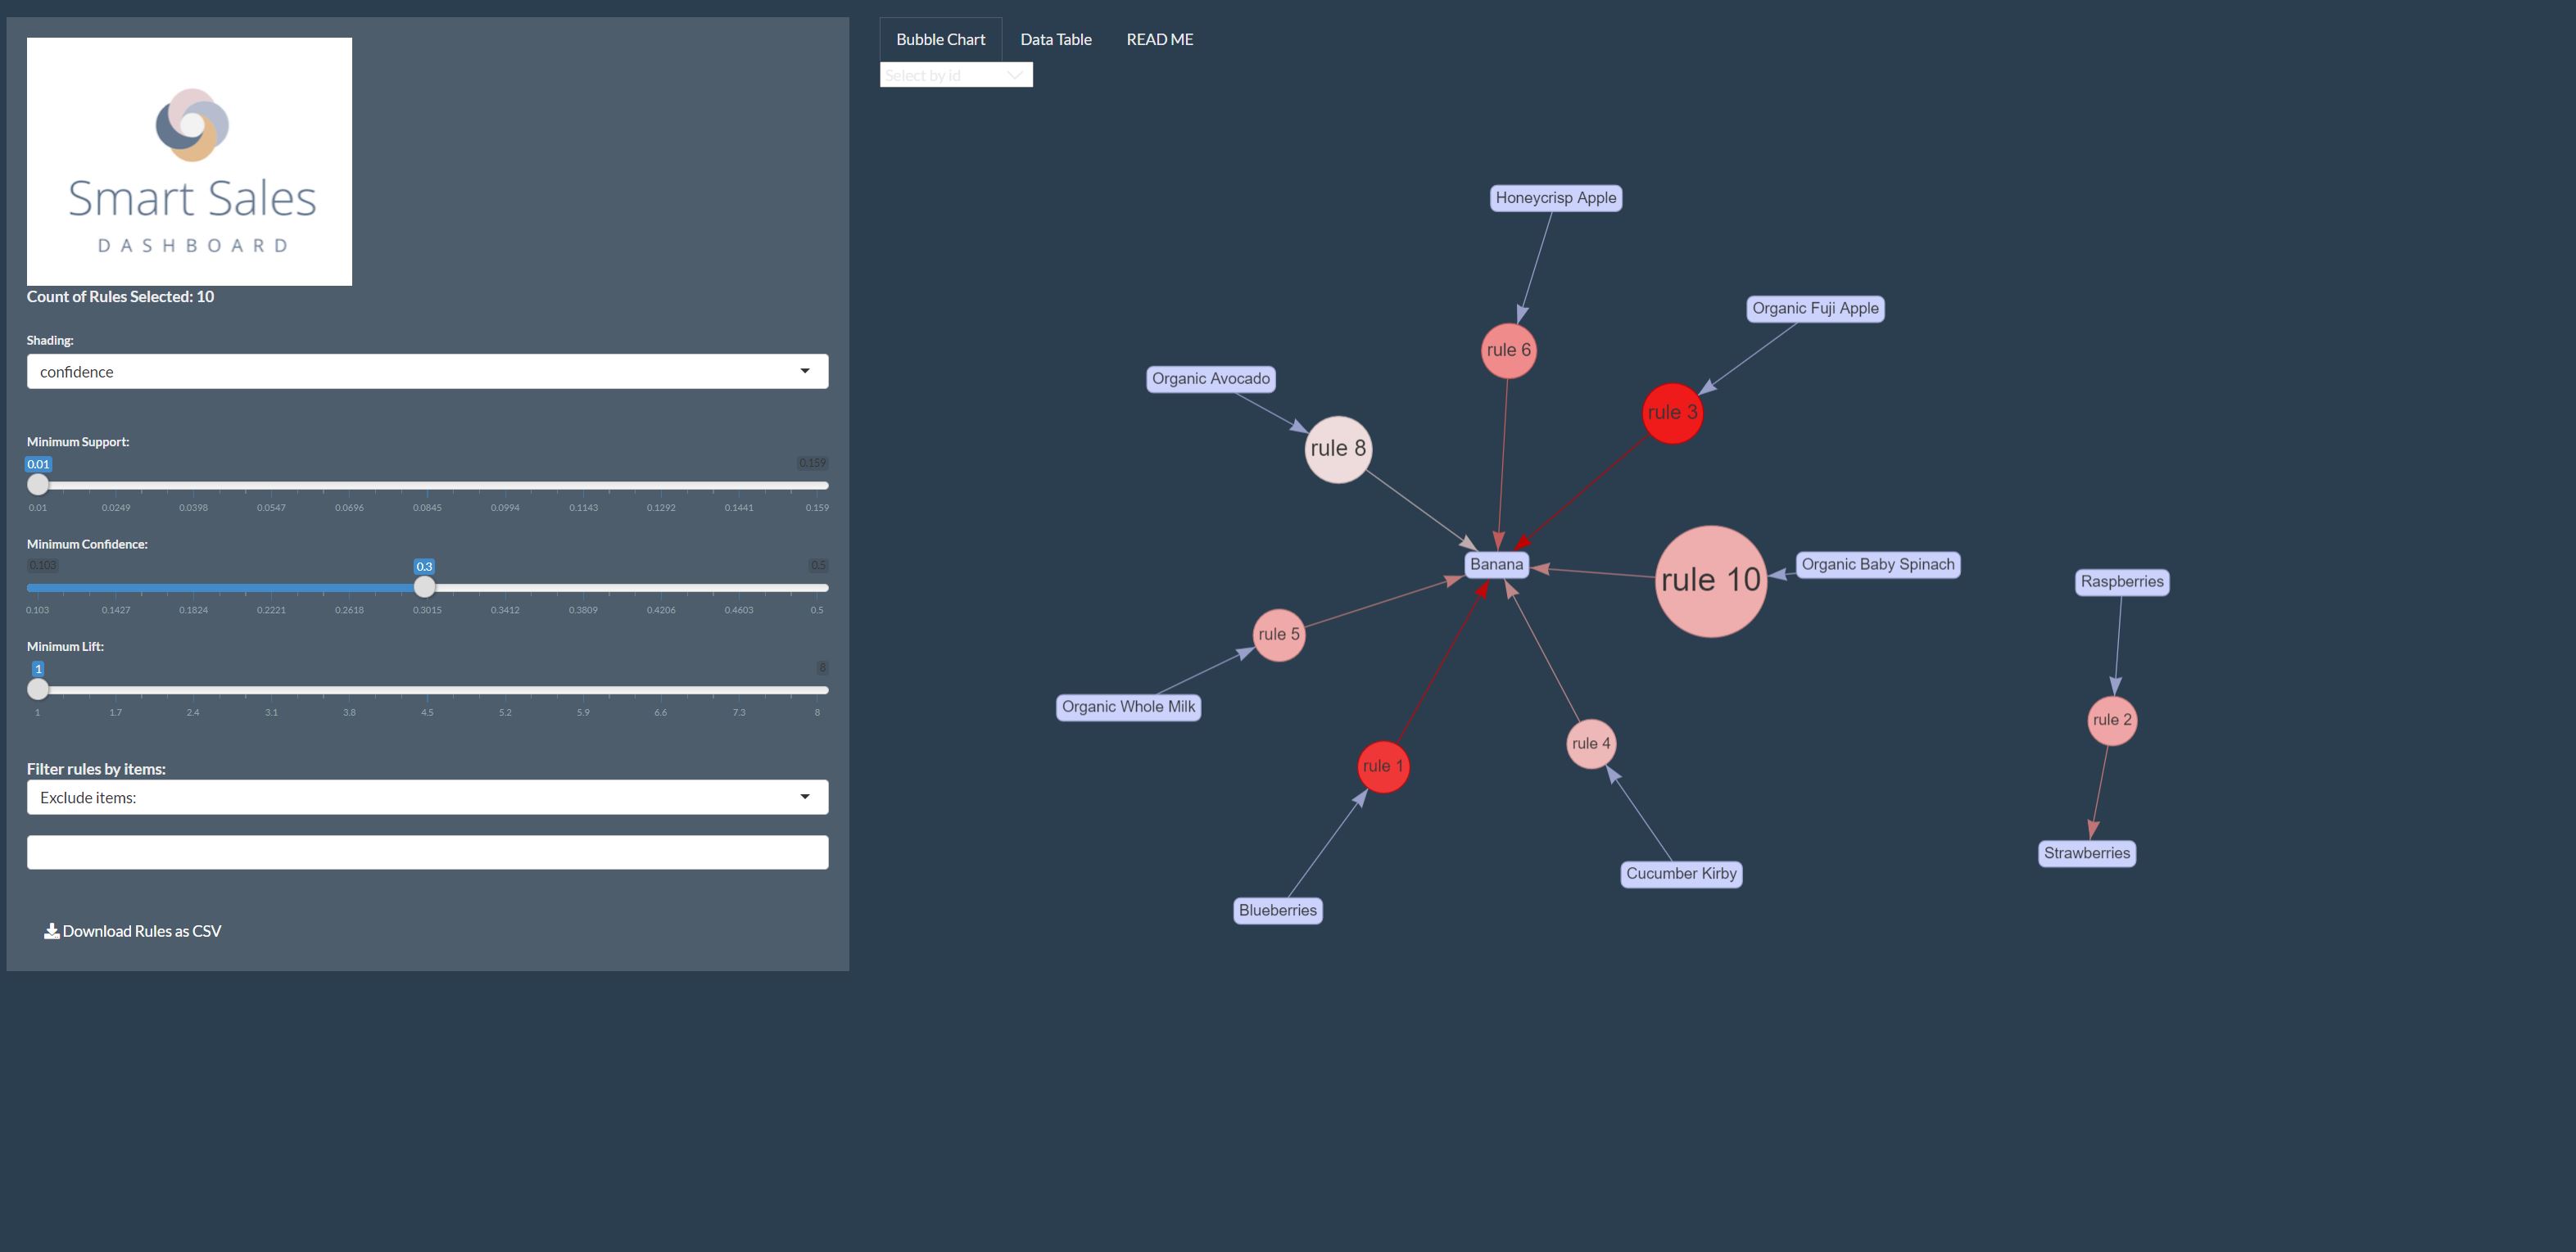 Smart Sales
DASHBOARD
Count of Rules Selected: 10
Shading:
confidence
Minimum Support:
0.01 0.159
0.01 0.0249 0.0398 0.0547 0.0696 0.0845 0.0994 0.1143 0.1292 0.1441 0.159
Minimum Confidence:
0.103 0.3 0.5
0.103 0.1427 0.1824 0.2221 0.2618 0.3015 0.3412 0.3809 0.4206 0.4603 0.5
Minimum Lift:
1 8
1 1.7 2.4 3.1 3.8 4.5 5.2 5.9 6.6 7.3 8
Filter rules by items:
Exclude items:
Download Rules as CSV
Bubble Chart Data Table READ ME
Select by id
Honeycrisp Apple
Organic Fuji Apple
rule 6
Organic Avocado
rule 3
rule 8
Banana
Organic Baby Spinach
rule 10
Raspberries
rule 5
Organic Whole Milk
rule 2
rule 4
rule 1
Strawberries
Cucumber Kirby
Blueberries